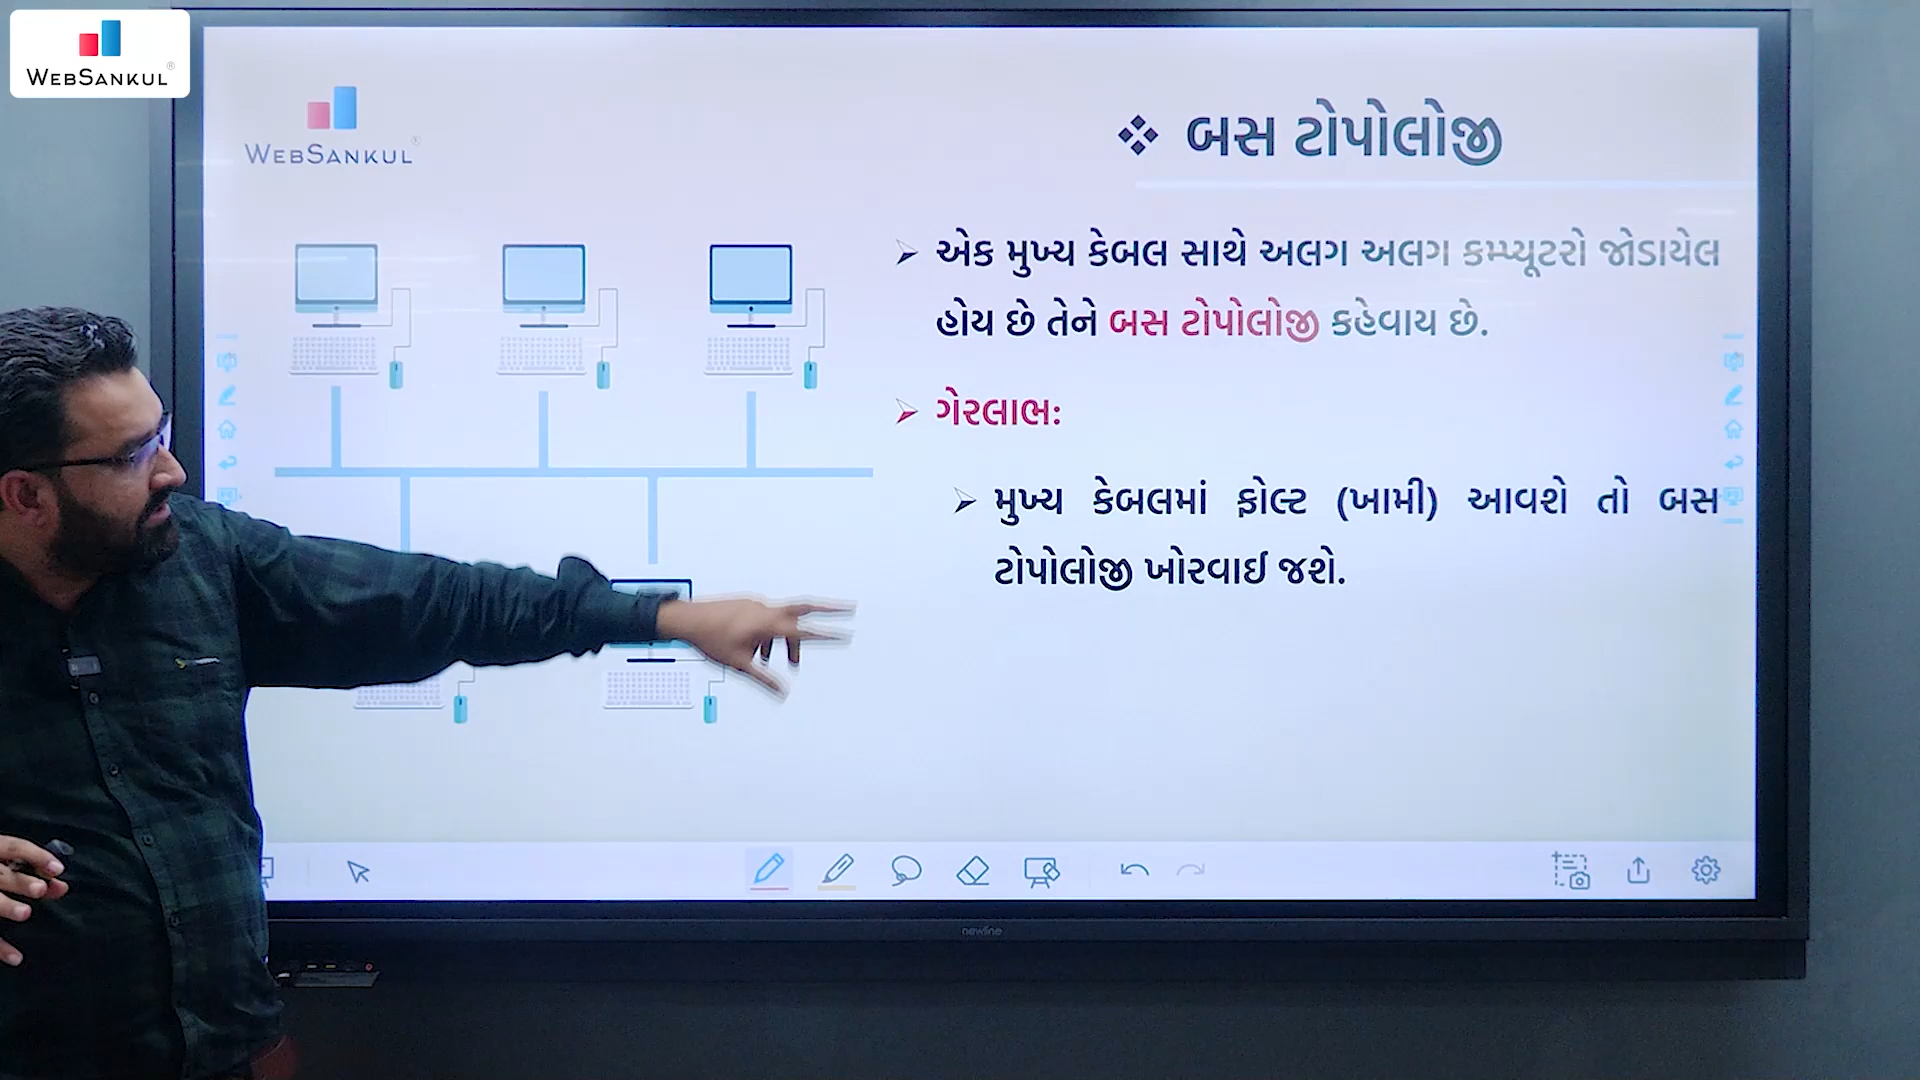 WEBSANKUL
WEBSANKUL
❖ બસ ટોપોલોજી
➢ એક મુખ્ય કેબલ સાથે અલગ અલગ કમ્પ્યૂટરો જોડાયેલ
હોય છે તેને બસ ટોપોલોજી કહેવાય છે.
➢ ગેરલાભ:
➢ મુખ્ય કેબલમાં ફોલ્ટ (ખામી) આવશે તો બસ
ટોપોલોજી ખોરવાઈ જશે.
newline